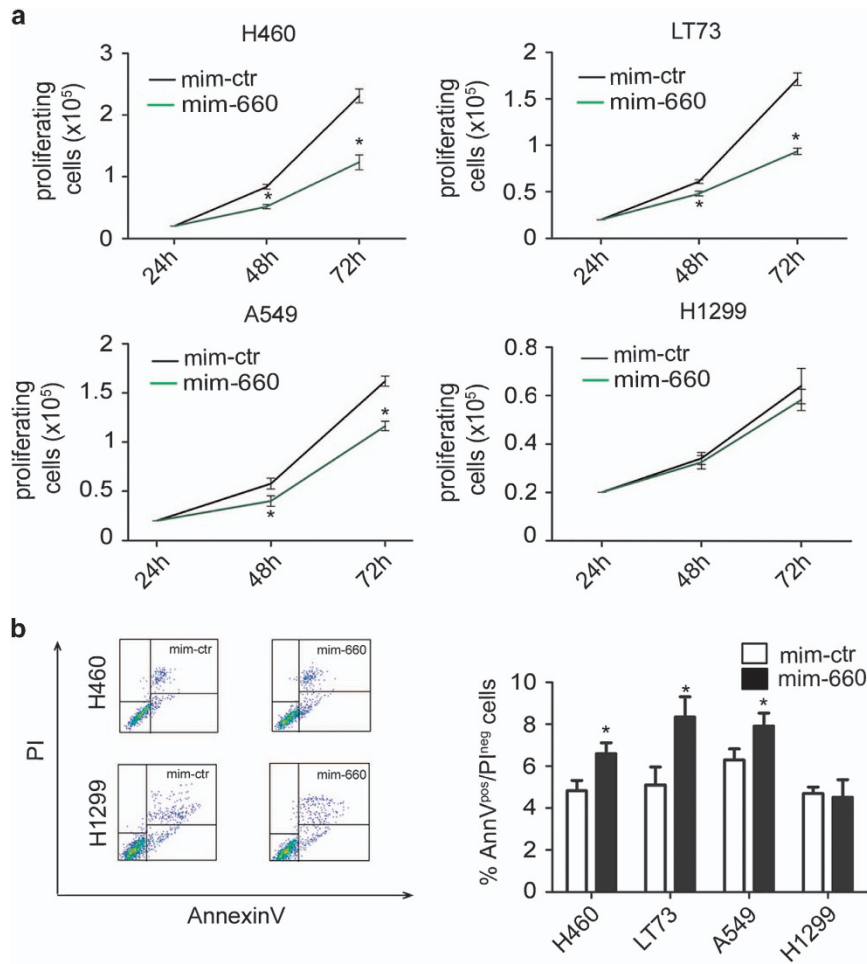 a
H460
proliferating
cells (x10⁵)
3
2
1
0
mim-ctr
mim-660
*
*
24h
48h
72h
LT73
proliferating
cells (x10⁵)
2
1.5
1
0.5
0
mim-ctr
mim-660
*
*
24h
48h
72h
A549
proliferating
cells (x10⁵)
2
1.5
1
0.5
0
mim-ctr
mim-660
*
*
24h
48h
72h
H1299
proliferating
cells (x10⁵)
0.8
0.6
0.4
0.2
0
mim-ctr
mim-660
24h
48h
72h
b
PI
H460
mim-ctr
mim-660
H1299
mim-ctr
mim-660
AnnexinV
mim-ctr
mim-660
% AnnVᵖᵒˢ/PIⁿᵉᵍ cells
10
8
6
4
2
0
*
*
*
H460
LT73
A549
H1299